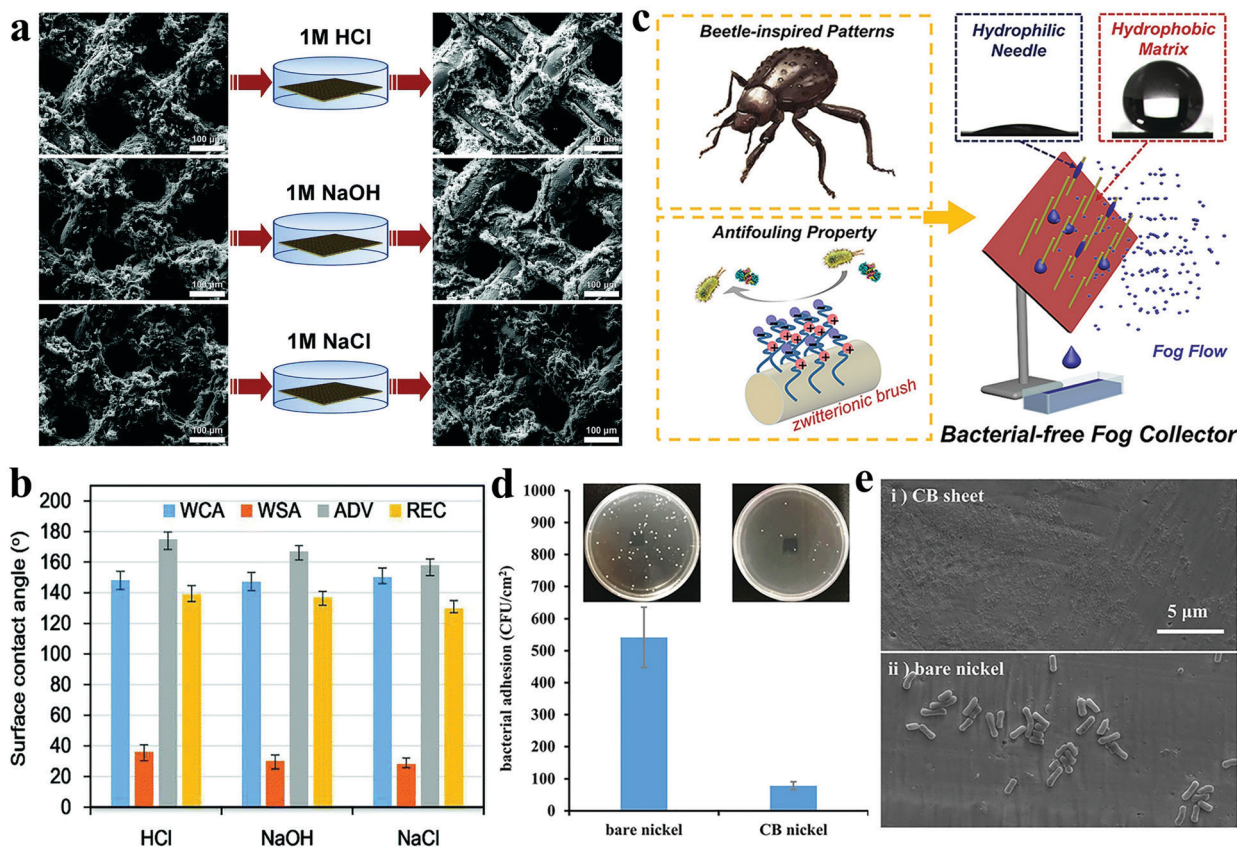 a
1M HCl
100 µm
100 µm
1M NaOH
100 µm
100 µm
1M NaCl
100 µm
100 µm
c
Beetle-inspired Patterns
Hydrophilic
Needle
Hydrophobic
Matrix
Antifouling Property
zwitterionic brush
Fog Flow
Bacterial-free Fog Collector
b
Surface contact angle (°)
WCA WSA ADV REC
200
180
160
140
120
100
80
60
40
20
0
HCl NaOH NaCl
d
bacterial adhesion (CFU/cm²)
1000
900
800
700
600
500
400
300
200
100
0
bare nickel CB nickel
e
i ) CB sheet
5 µm
ii ) bare nickel